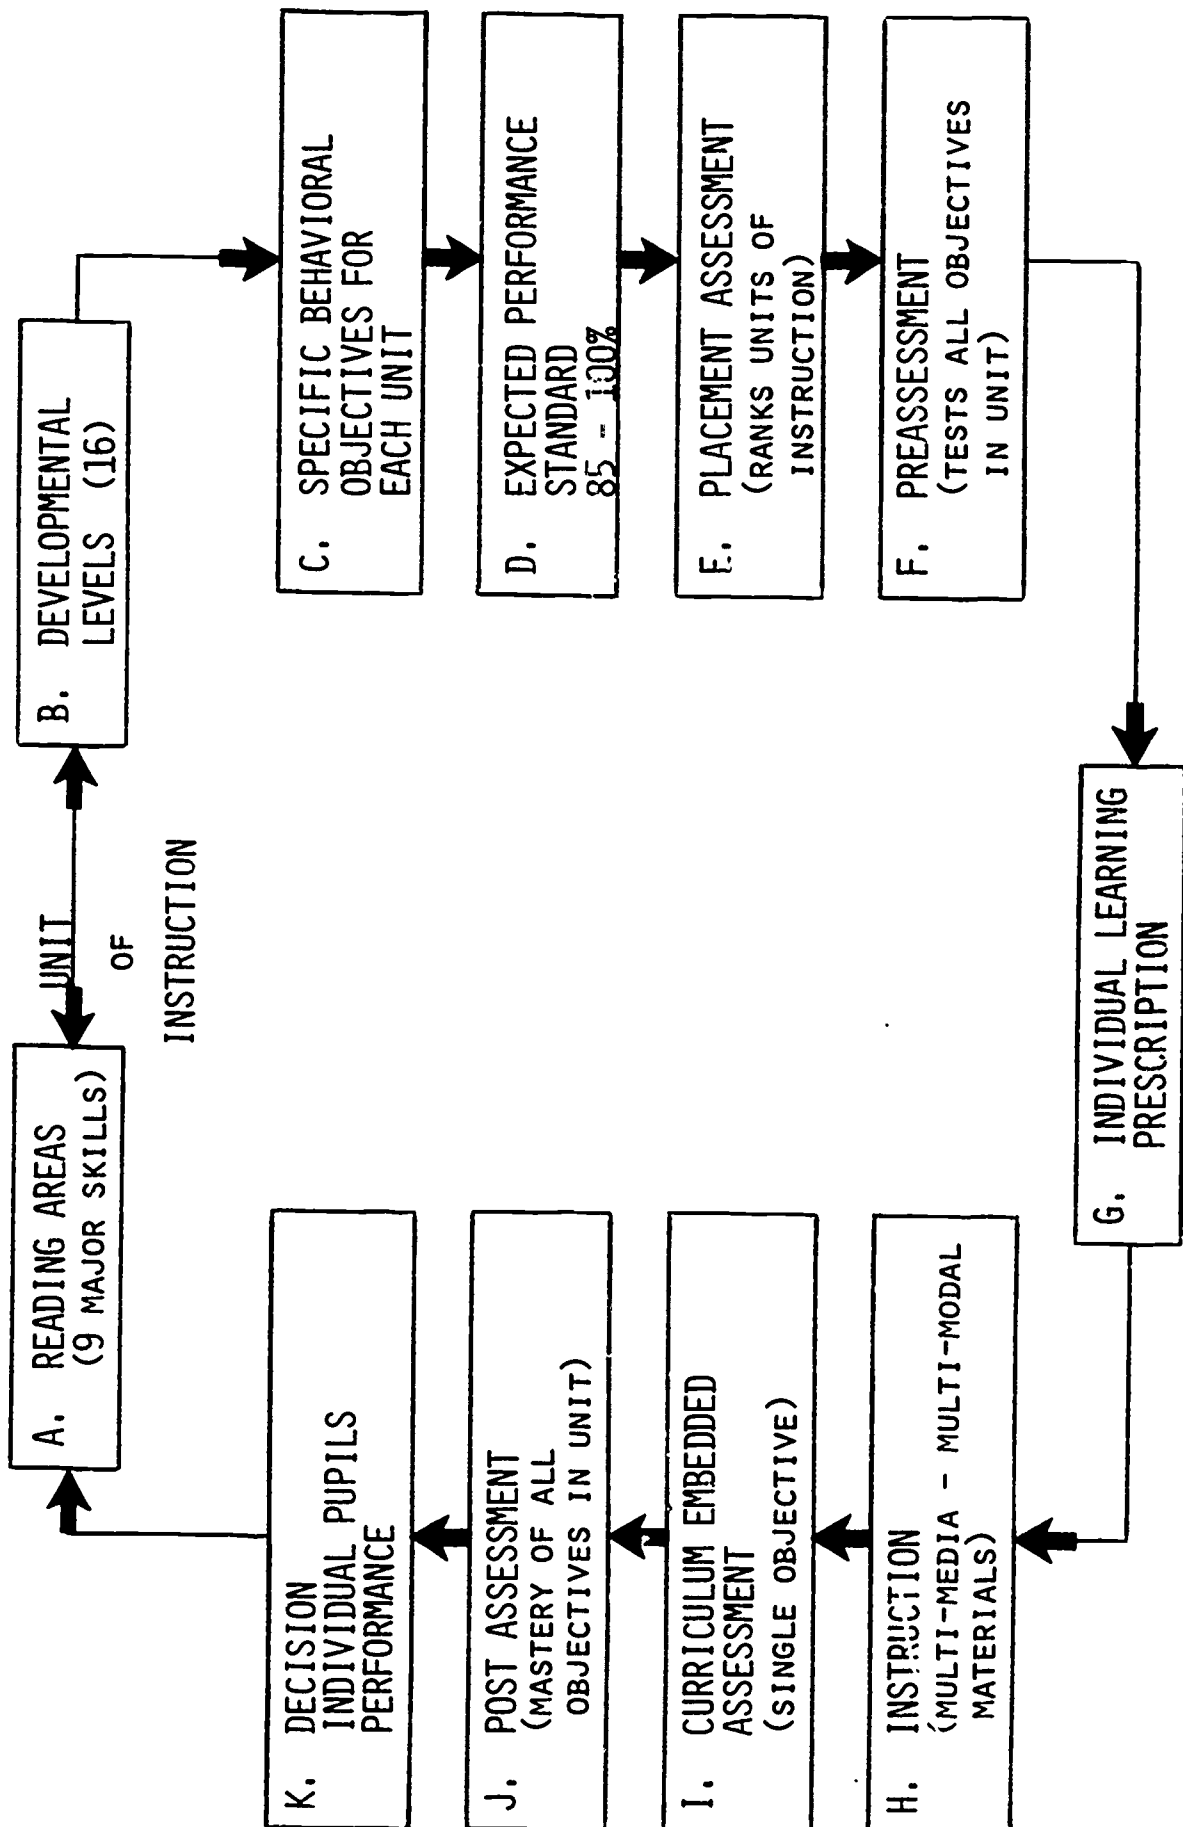 A. READING AREAS
(9 MAJOR SKILLS)
UNIT
OF
INSTRUCTION
B. DEVELOPMENTAL
LEVELS (16)
C. SPECIFIC BEHAVIORAL
OBJECTIVES FOR
EACH UNIT
D. EXPECTED PERFORMANCE
STANDARD
85 - 100%
E. PLACEMENT ASSESSMENT
(RANKS UNITS OF
INSTRUCTION)
F. PREASSESSMENT
(TESTS ALL OBJECTIVES
IN UNIT)
G. INDIVIDUAL LEARNING
PRESCRIPTION
H. INSTRUCTION
(MULTI-MEDIA - MULTI-MODAL
MATERIALS)
I. CURRICULUM EMBEDDED
ASSESSMENT
(SINGLE OBJECTIVE)
J. POST ASSESSMENT
(MASTERY OF ALL
OBJECTIVES IN UNIT)
K. DECISION
INDIVIDUAL PUPILS
PERFORMANCE